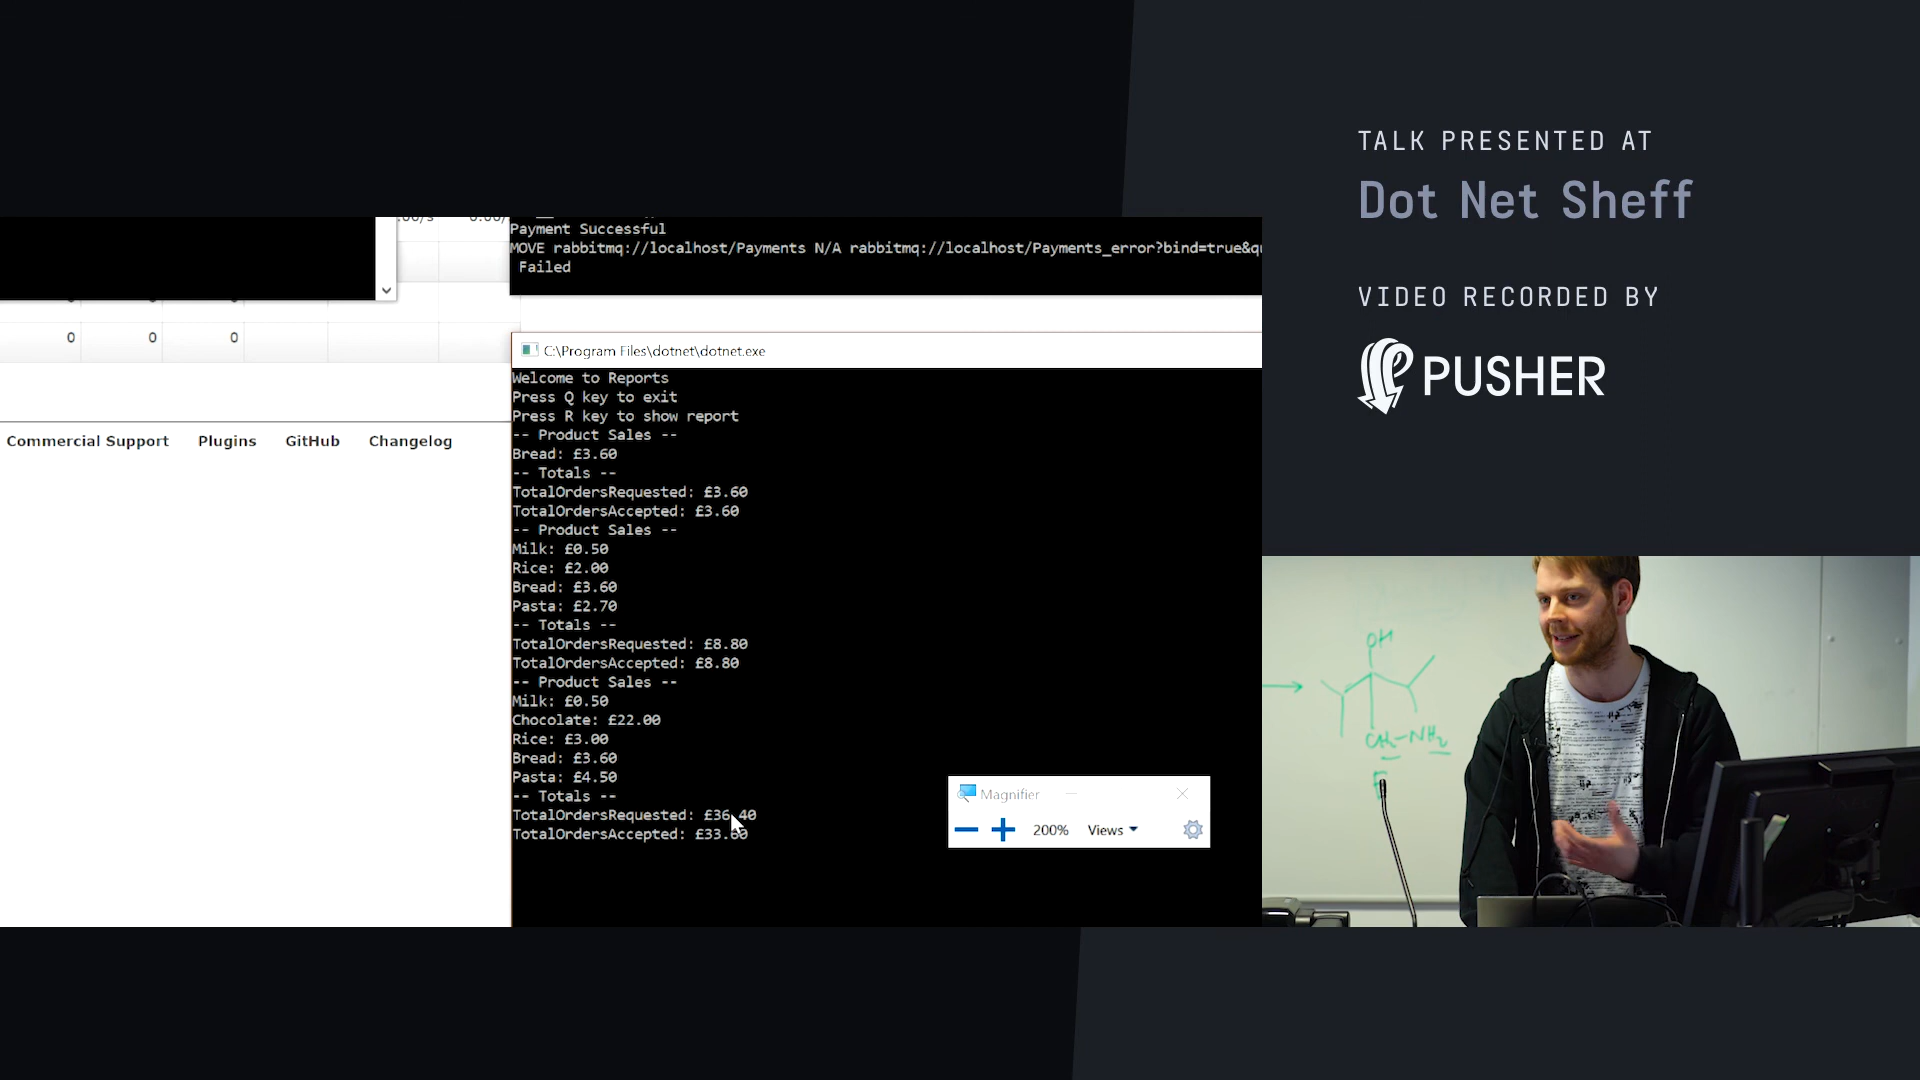 TALK PRESENTED AT
Dot Net Sheff
VIDEO RECORDED BY
PUSHER
Payment Successful
MOVE rabbitmq://localhost/Payments N/A rabbitmq://localhost/Payments_error?bind=true&qu
Failed
0 0 0
Commercial Support Plugins GitHub Changelog
C:\Program Files\dotnet\dotnet.exe
Welcome to Reports
Press Q key to exit
Press R key to show report
-- Product Sales --
Bread: £3.60
-- Totals --
TotalOrdersRequested: £3.60
TotalOrdersAccepted: £3.60
-- Product Sales --
Milk: £0.50
Rice: £2.00
Bread: £3.60
Pasta: £2.70
-- Totals --
TotalOrdersRequested: £8.80
TotalOrdersAccepted: £8.80
-- Product Sales --
Milk: £0.50
Chocolate: £22.00
Rice: £3.00
Bread: £3.60
Pasta: £4.50
-- Totals --
TotalOrdersRequested: £36.40
TotalOrdersAccepted:
Magnifier
200% Views
OH
CH₂-NH₂